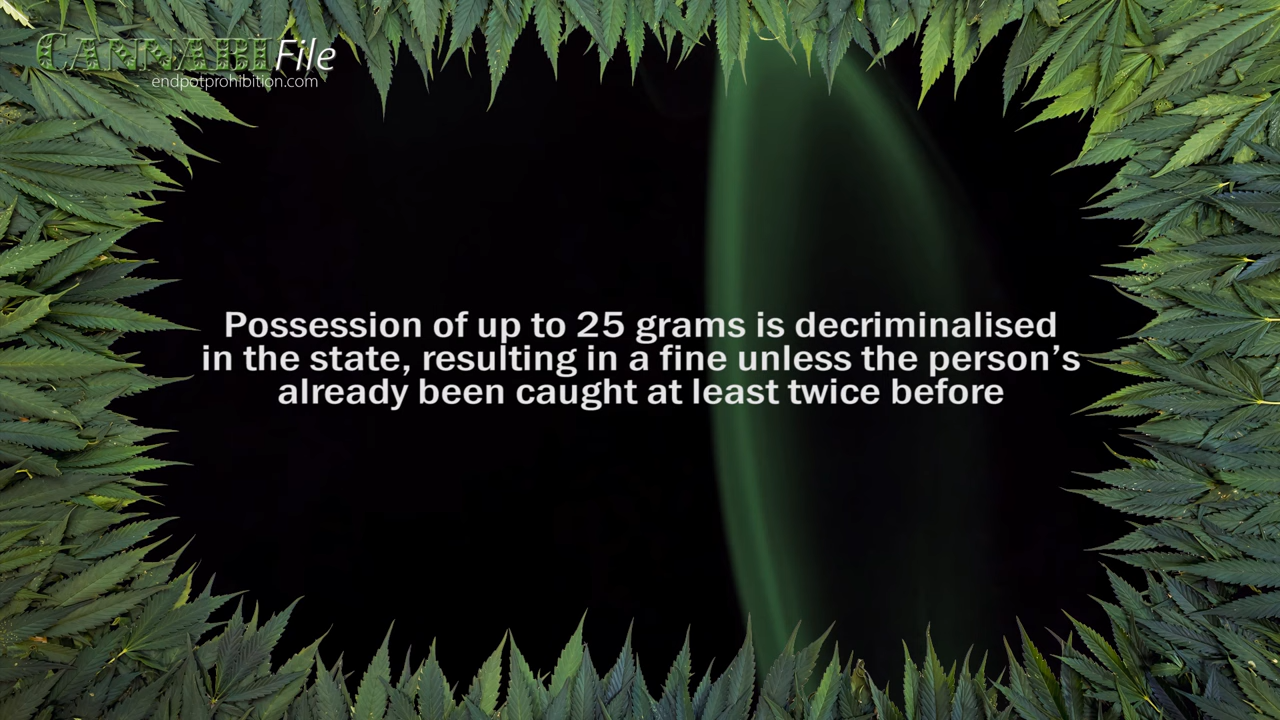 CANNABIFile
endpotprohibition.com
Possession of up to 25 grams is decriminalised
in the state, resulting in a fine unless the person’s
already been caught at least twice before